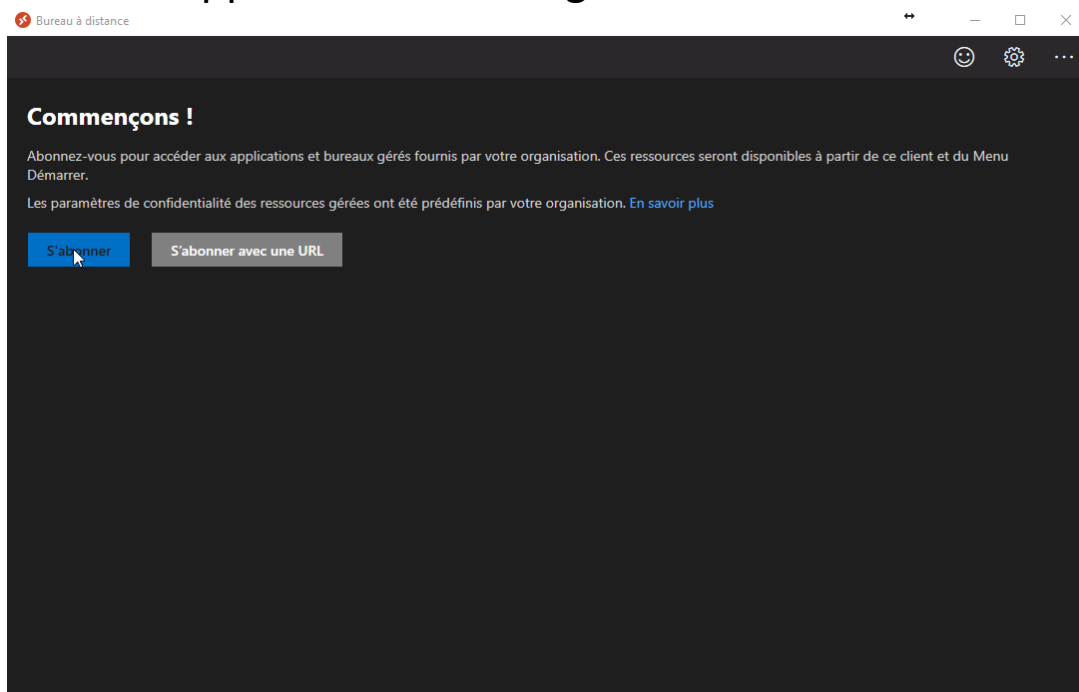 Bureau à distance
Commençons !
Abonnez-vous pour accéder aux applications et bureaux gérés fournis par votre organisation. Ces ressources seront disponibles à partir de ce client et du Menu
Démarrer.
Les paramètres de confidentialité des ressources gérées ont été prédéfinis par votre organisation. En savoir plus
S'abonner
S'abonner avec une URL